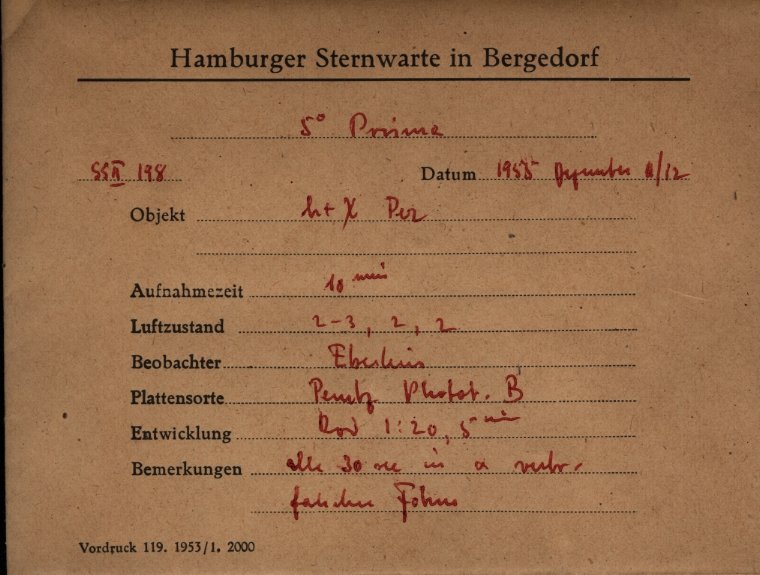 Hamburger Sternwarte in Bergedorf
5° Prisma
SSII 198 Datum 1955 Dezember 11/12
Objekt h + χ Per
Aufnahmezeit 10 min
Luftzustand 2-3, 2, 2
Beobachter
Plattensorte Perutz Photot. B
Entwicklung Rod 1:20, 5 min
Bemerkungen alle 30 sec in α
Vordruck 119. 1953/1. 2000